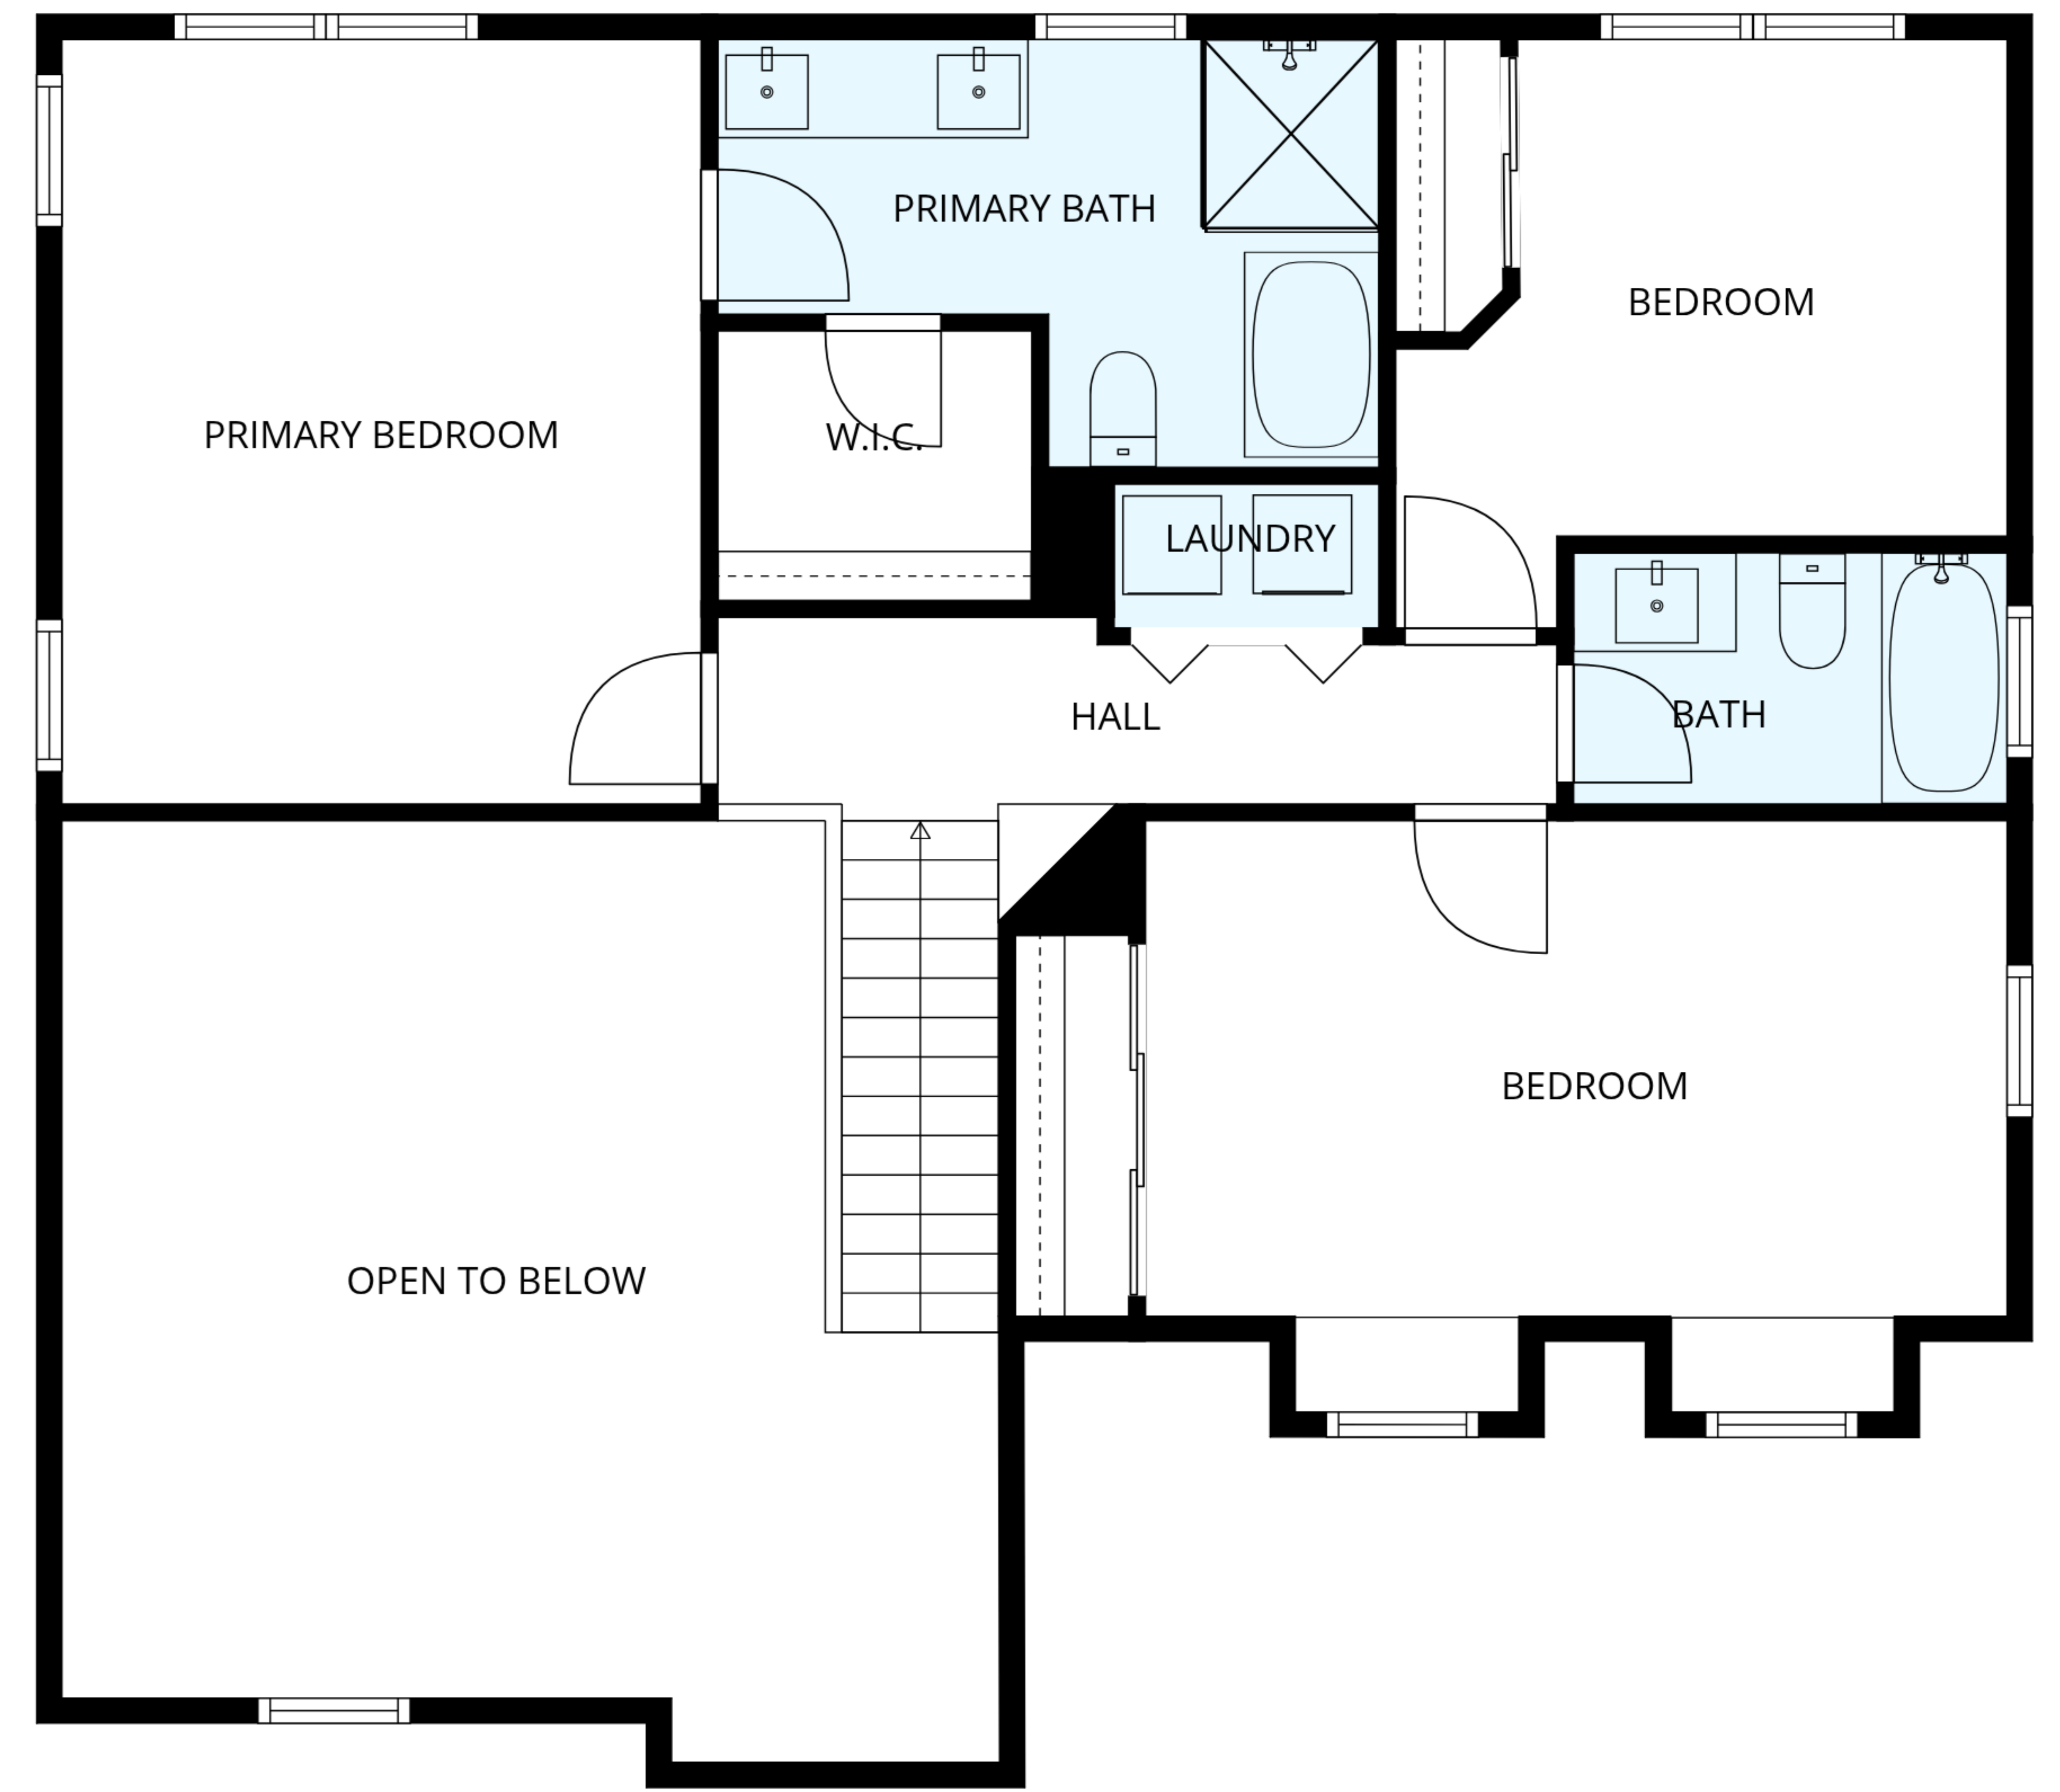 PRIMARY BATH
BEDROOM
PRIMARY BEDROOM
W.I.C.
LAUNDRY
HALL
BATH
BEDROOM
OPEN TO BELOW